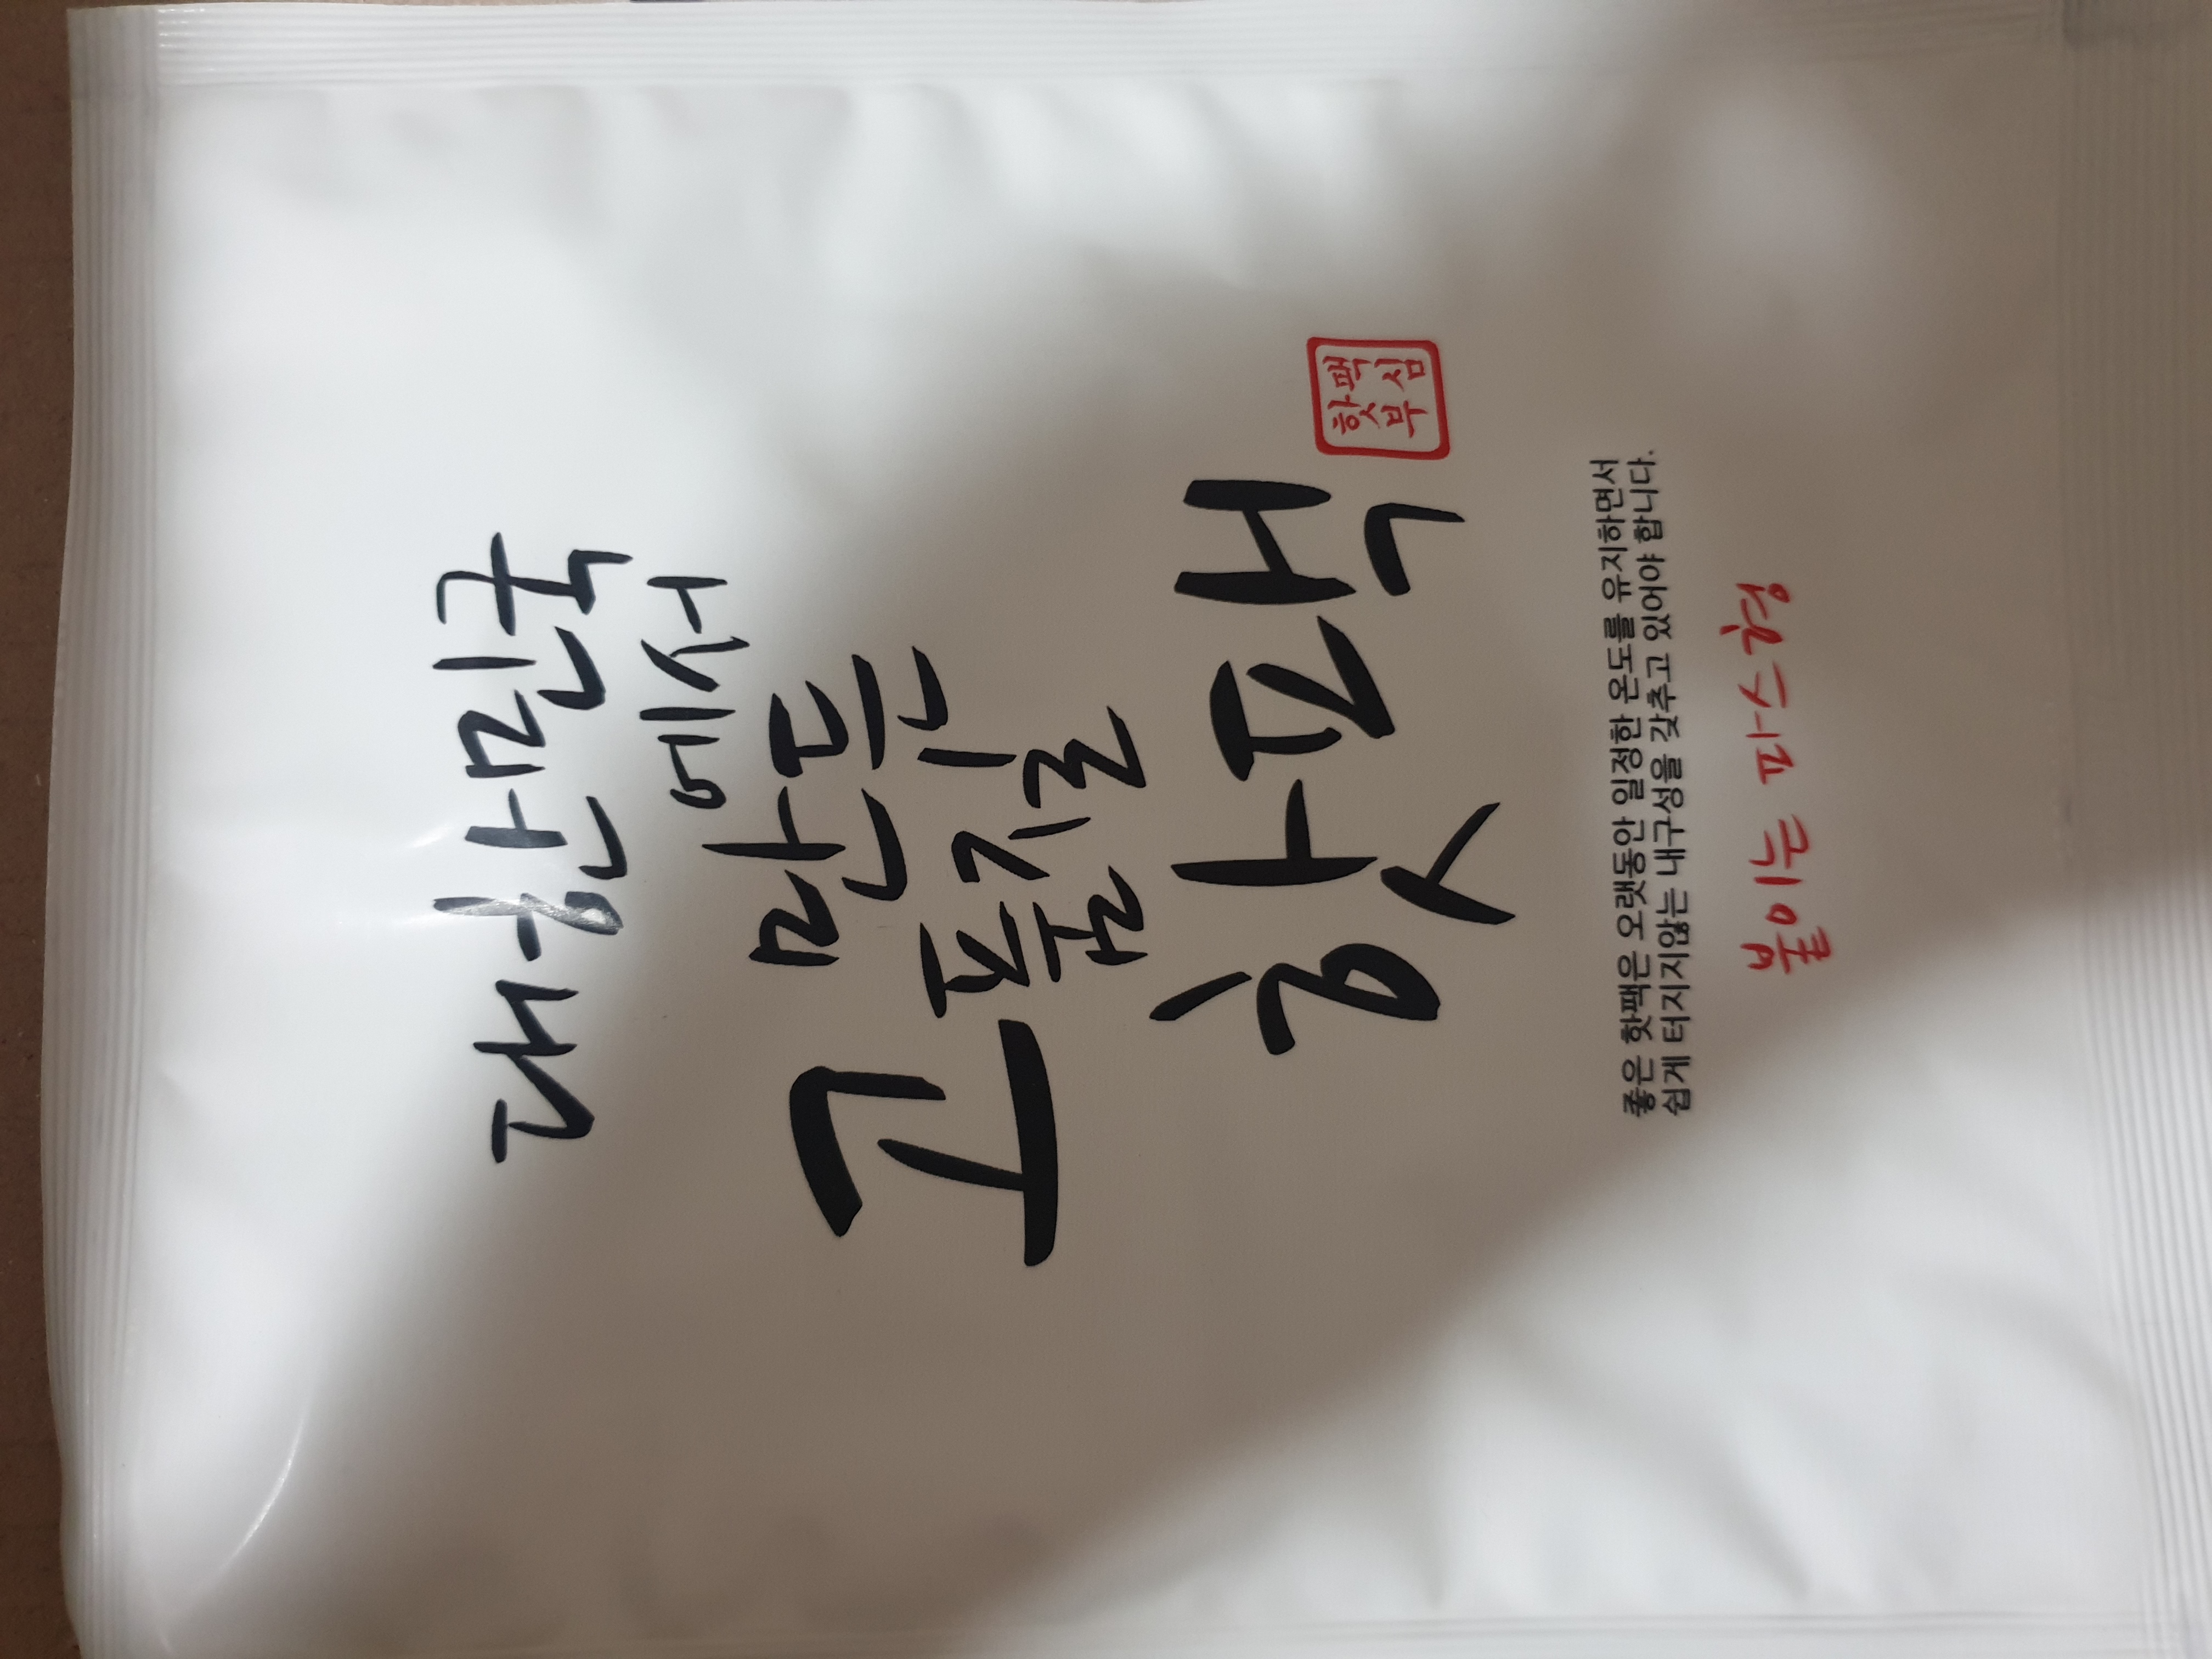 대한민국
에서
만드는
고품질
핫팩
핫팩
부심
좋은 핫팩은 오랫동안 일정한 온도를 유지하면서
쉽게 터지지않는 내구성을 갖추고 있어야 합니다.
붙이는 파스형